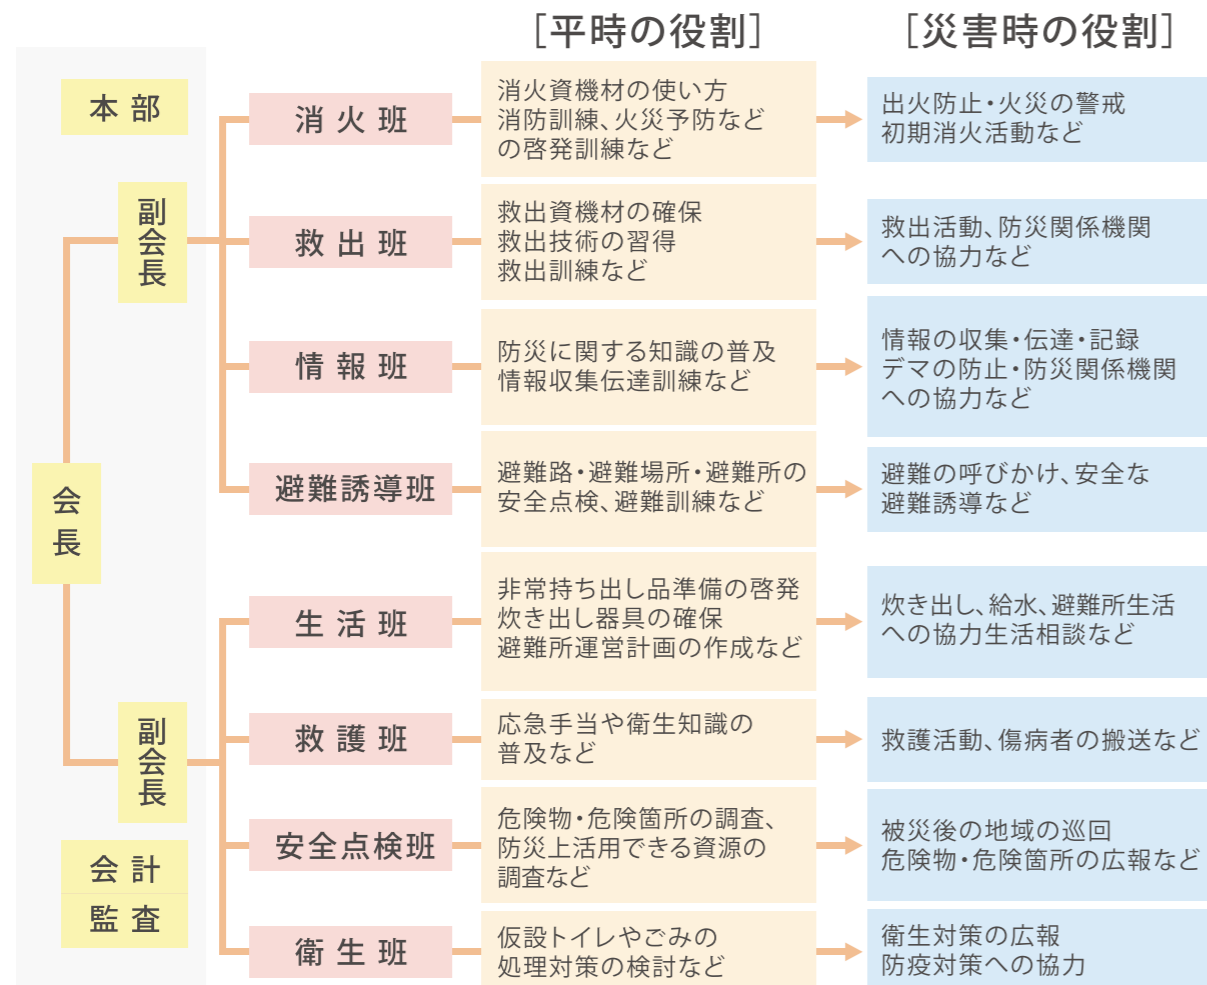 ［平時の役割］
［災害時の役割］
本部
副会長
会長
副会長
会計
監査
消火班
消火資機材の使い方
消防訓練、火災予防など
の啓発訓練など
出火防止・火災の警戒
初期消火活動など
救出班
救出資機材の確保
救出技術の習得
救出訓練など
救出活動、防災関係機関
への協力など
情報班
防災に関する知識の普及
情報収集伝達訓練など
情報の収集・伝達・記録
デマの防止・防災関係機関
への協力など
避難誘導班
避難路・避難場所・避難所の
安全点検、避難訓練など
避難の呼びかけ、安全な
避難誘導など
生活班
非常持ち出し品準備の啓発
炊き出し器具の確保
避難所運営計画の作成など
炊き出し、給水、避難所生活
への協力生活相談など
救護班
応急手当や衛生知識の
普及など
救護活動、傷病者の搬送など
安全点検班
危険物・危険箇所の調査、
防災上活用できる資源の
調査など
被災後の地域の巡回
危険物・危険箇所の広報など
衛生班
仮設トイレやごみの
処理対策の検討など
衛生対策の広報
防疫対策への協力